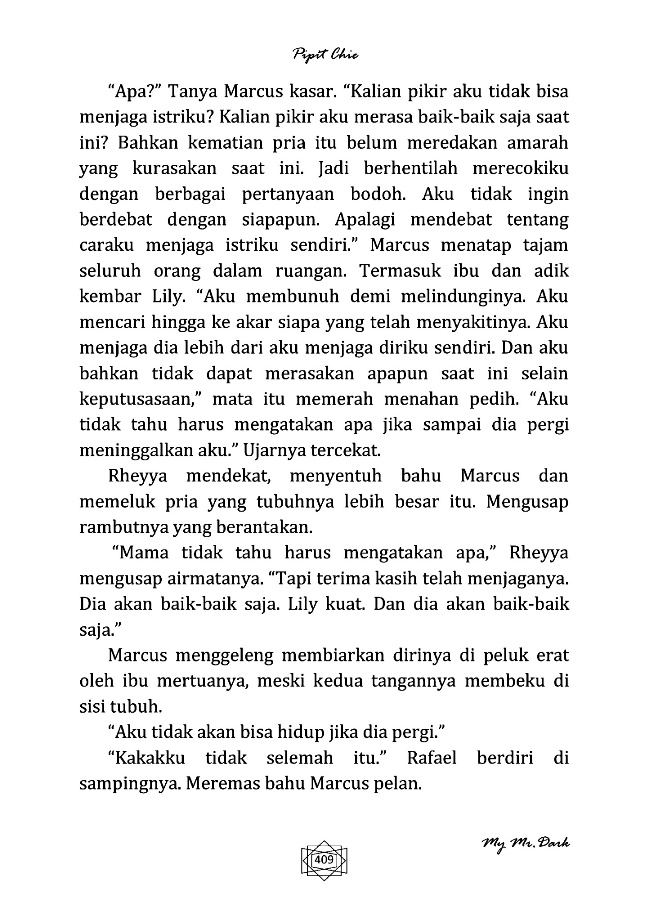 Pipit Chie
“Apa?” Tanya Marcus kasar. “Kalian pikir aku tidak bisa
menjaga istriku? Kalian pikir aku merasa baik-baik saja saat
ini? Bahkan kematian pria itu belum meredakan amarah
yang kurasakan saat ini. Jadi berhentilah merecokiku
dengan berbagai pertanyaan bodoh. Aku tidak ingin
berdebat dengan siapapun. Apalagi mendebat tentang
caraku menjaga istriku sendiri.” Marcus menatap tajam
seluruh orang dalam ruangan. Termasuk ibu dan adik
kembar Lily. “Aku membunuh demi melindunginya. Aku
mencari hingga ke akar siapa yang telah menyakitinya. Aku
menjaga dia lebih dari aku menjaga diriku sendiri. Dan aku
bahkan tidak dapat merasakan apapun saat ini selain
keputusasaan,” mata itu memerah menahan pedih. “Aku
tidak tahu harus mengatakan apa jika sampai dia pergi
meninggalkan aku.” Ujarnya tercekat.
Rheyya mendekat, menyentuh bahu Marcus dan
memeluk pria yang tubuhnya lebih besar itu. Mengusap
rambutnya yang berantakan.
“Mama tidak tahu harus mengatakan apa,” Rheyya
mengusap airmatanya. “Tapi terima kasih telah menjaganya.
Dia akan baik-baik saja. Lily kuat. Dan dia akan baik-baik
saja.”
Marcus menggeleng membiarkan dirinya di peluk erat
oleh ibu mertuanya, meski kedua tangannya membeku di
sisi tubuh.
“Aku tidak akan bisa hidup jika dia pergi.”
“Kakakku tidak selemah itu.” Rafael berdiri di
sampingnya. Meremas bahu Marcus pelan.
My Mr. Dark
409